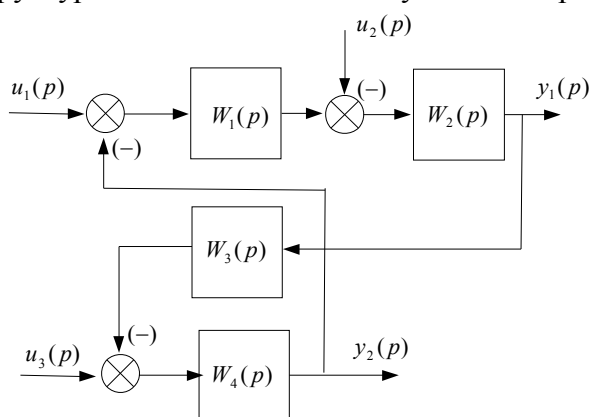 u₂(p)
u₁(p)
W₁(p)
(−)
W₂(p)
y₁(p)
(−)
W₃(p)
(−)
u₃(p)
W₄(p)
y₂(p)